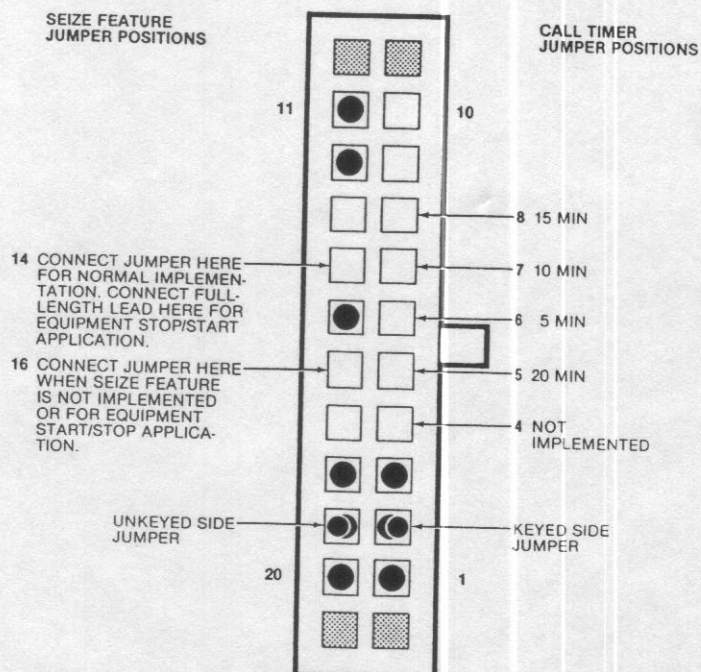 SEIZE FEATURE
JUMPER POSITIONS
CALL TIMER
JUMPER POSITIONS
11
10
8 15 MIN
14 CONNECT JUMPER HERE
FOR NORMAL IMPLEMEN-
TATION. CONNECT FULL-
LENGTH LEAD HERE FOR
EQUIPMENT STOP/START
APPLICATION.
7 10 MIN
6 5 MIN
16 CONNECT JUMPER HERE
WHEN SEIZE FEATURE
IS NOT IMPLEMENTED
OR FOR EQUIPMENT
START/STOP APPLICA-
TION.
5 20 MIN
4 NOT
IMPLEMENTED
UNKEYED SIDE
JUMPER
KEYED SIDE
JUMPER
20
1